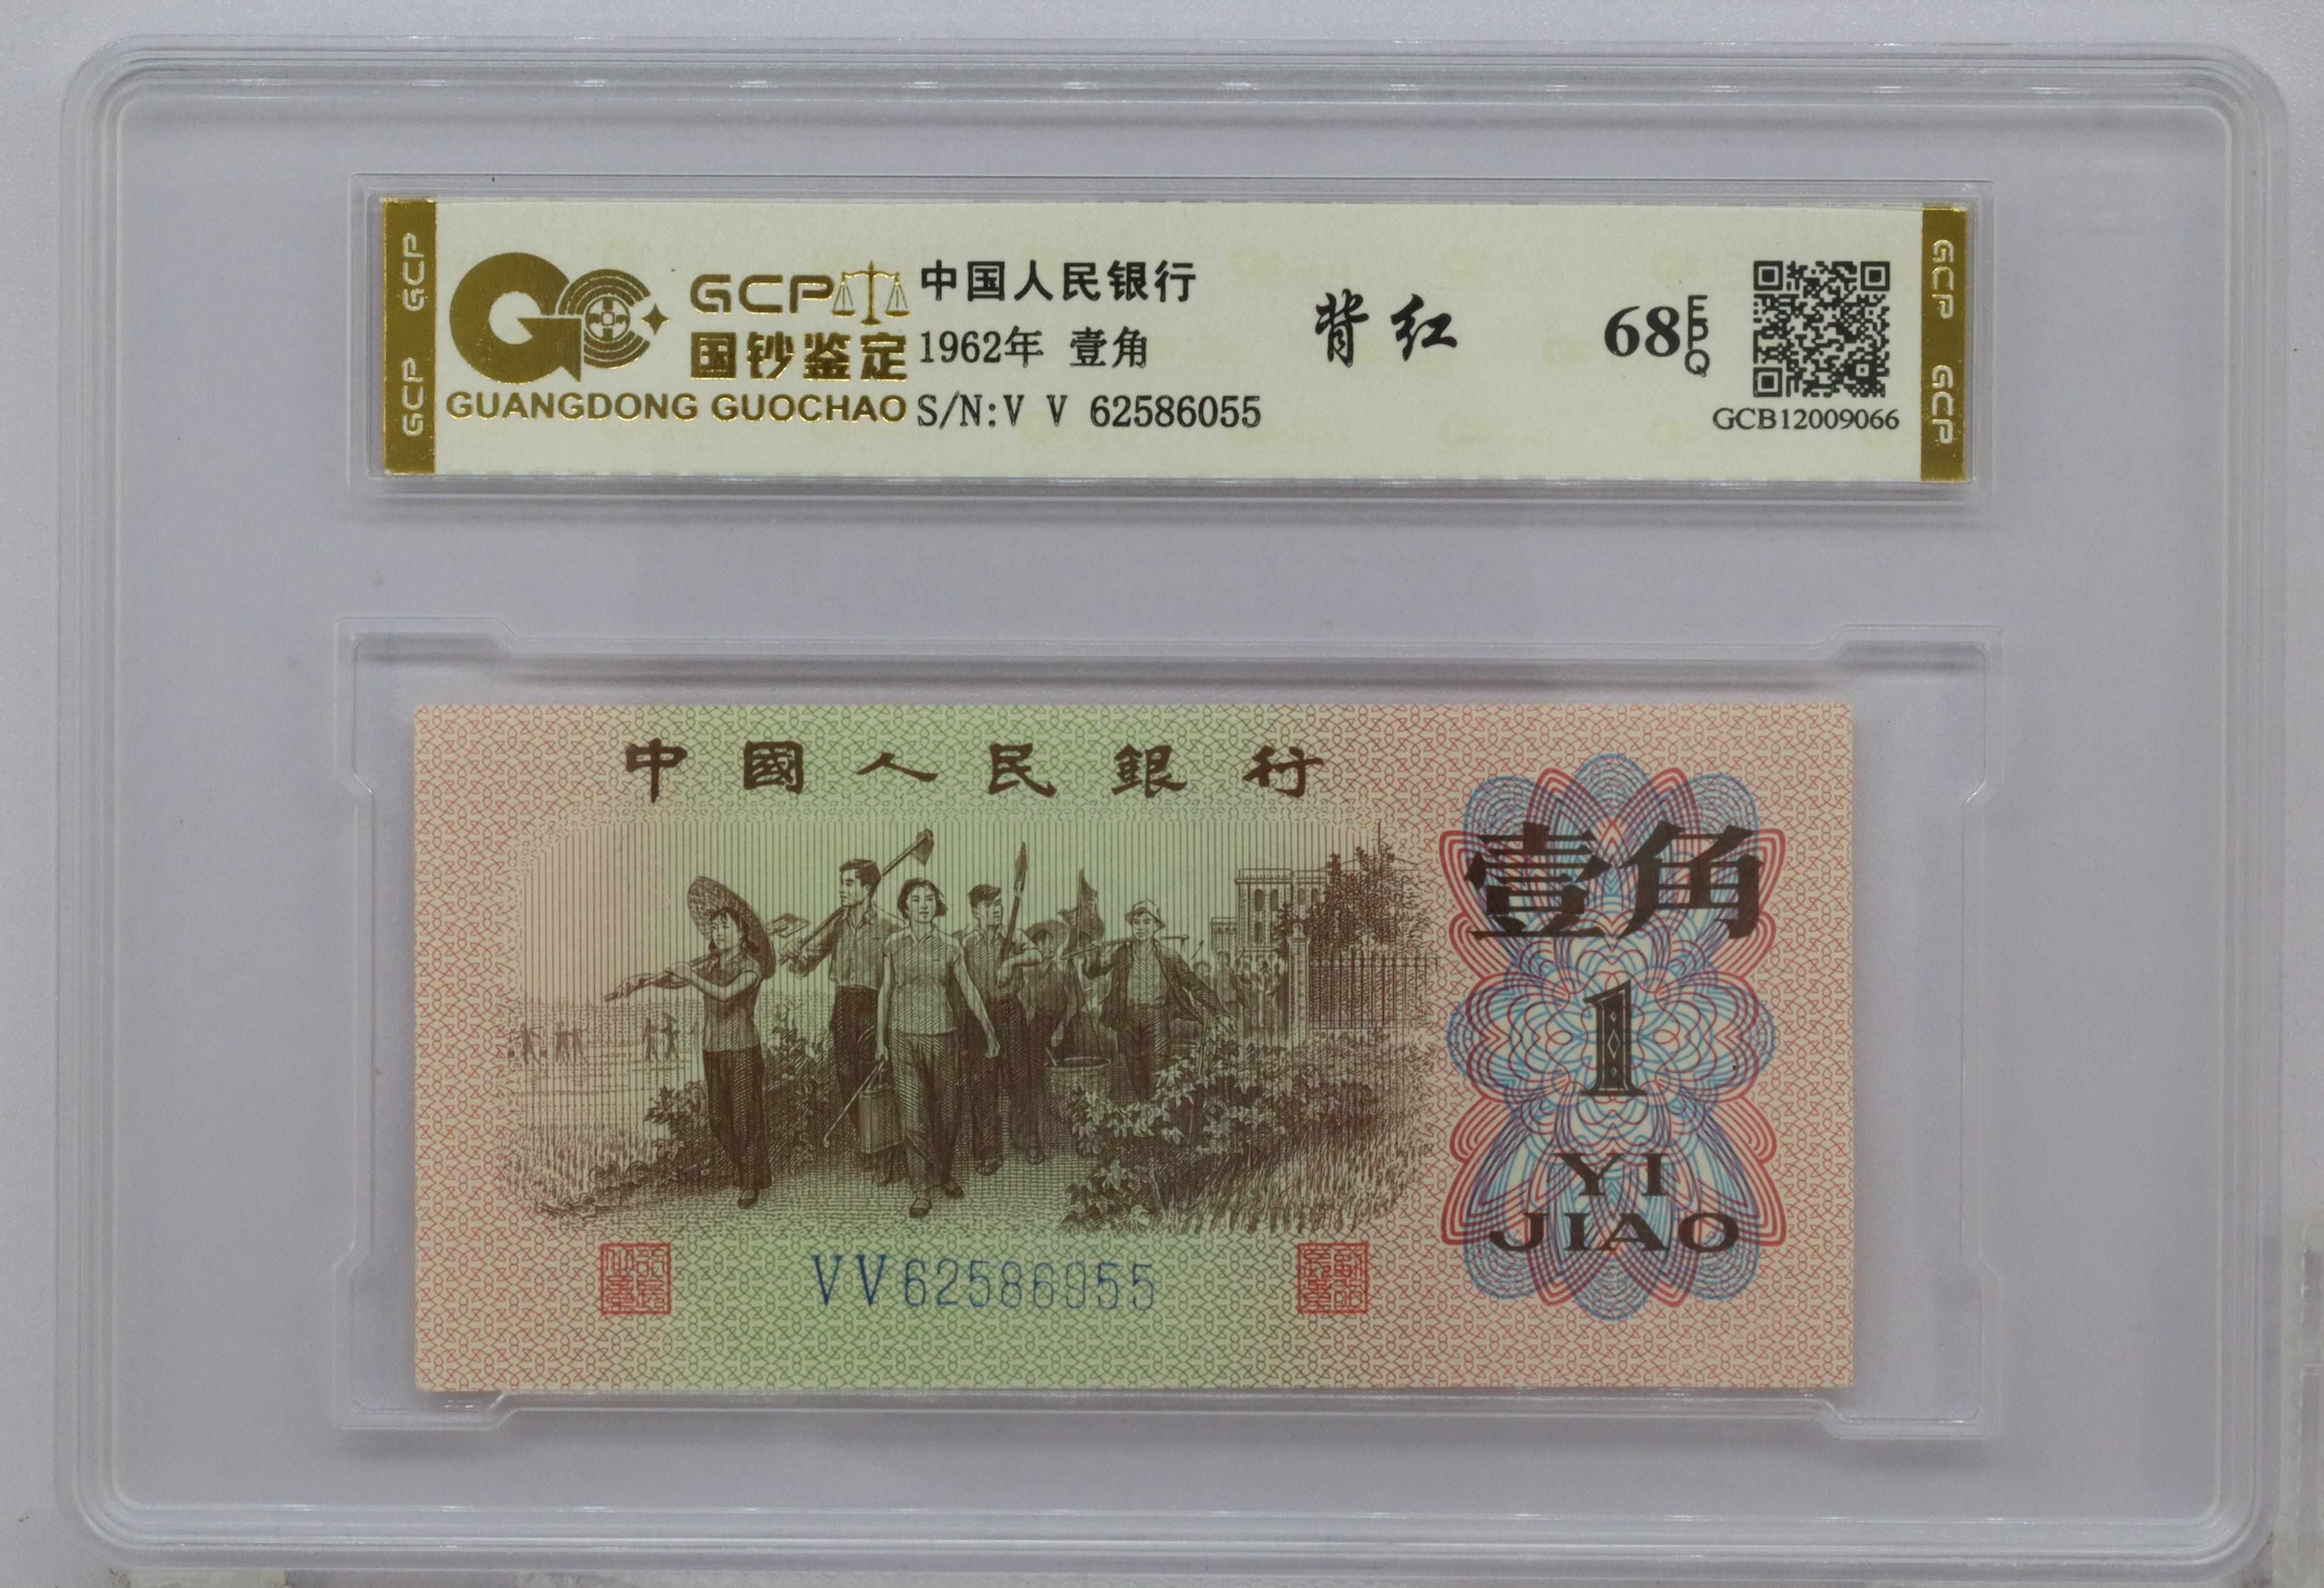 GCP GCP
GCP
国钞鉴定
GUANGDONG GUOCHAO
中国人民银行
1962年 壹角
S/N:V V 62586055
背红
68 EPQ
GCB12009066
GCP GCP
中國人民銀行
壹角
1
YI
JIAO
VV62586055